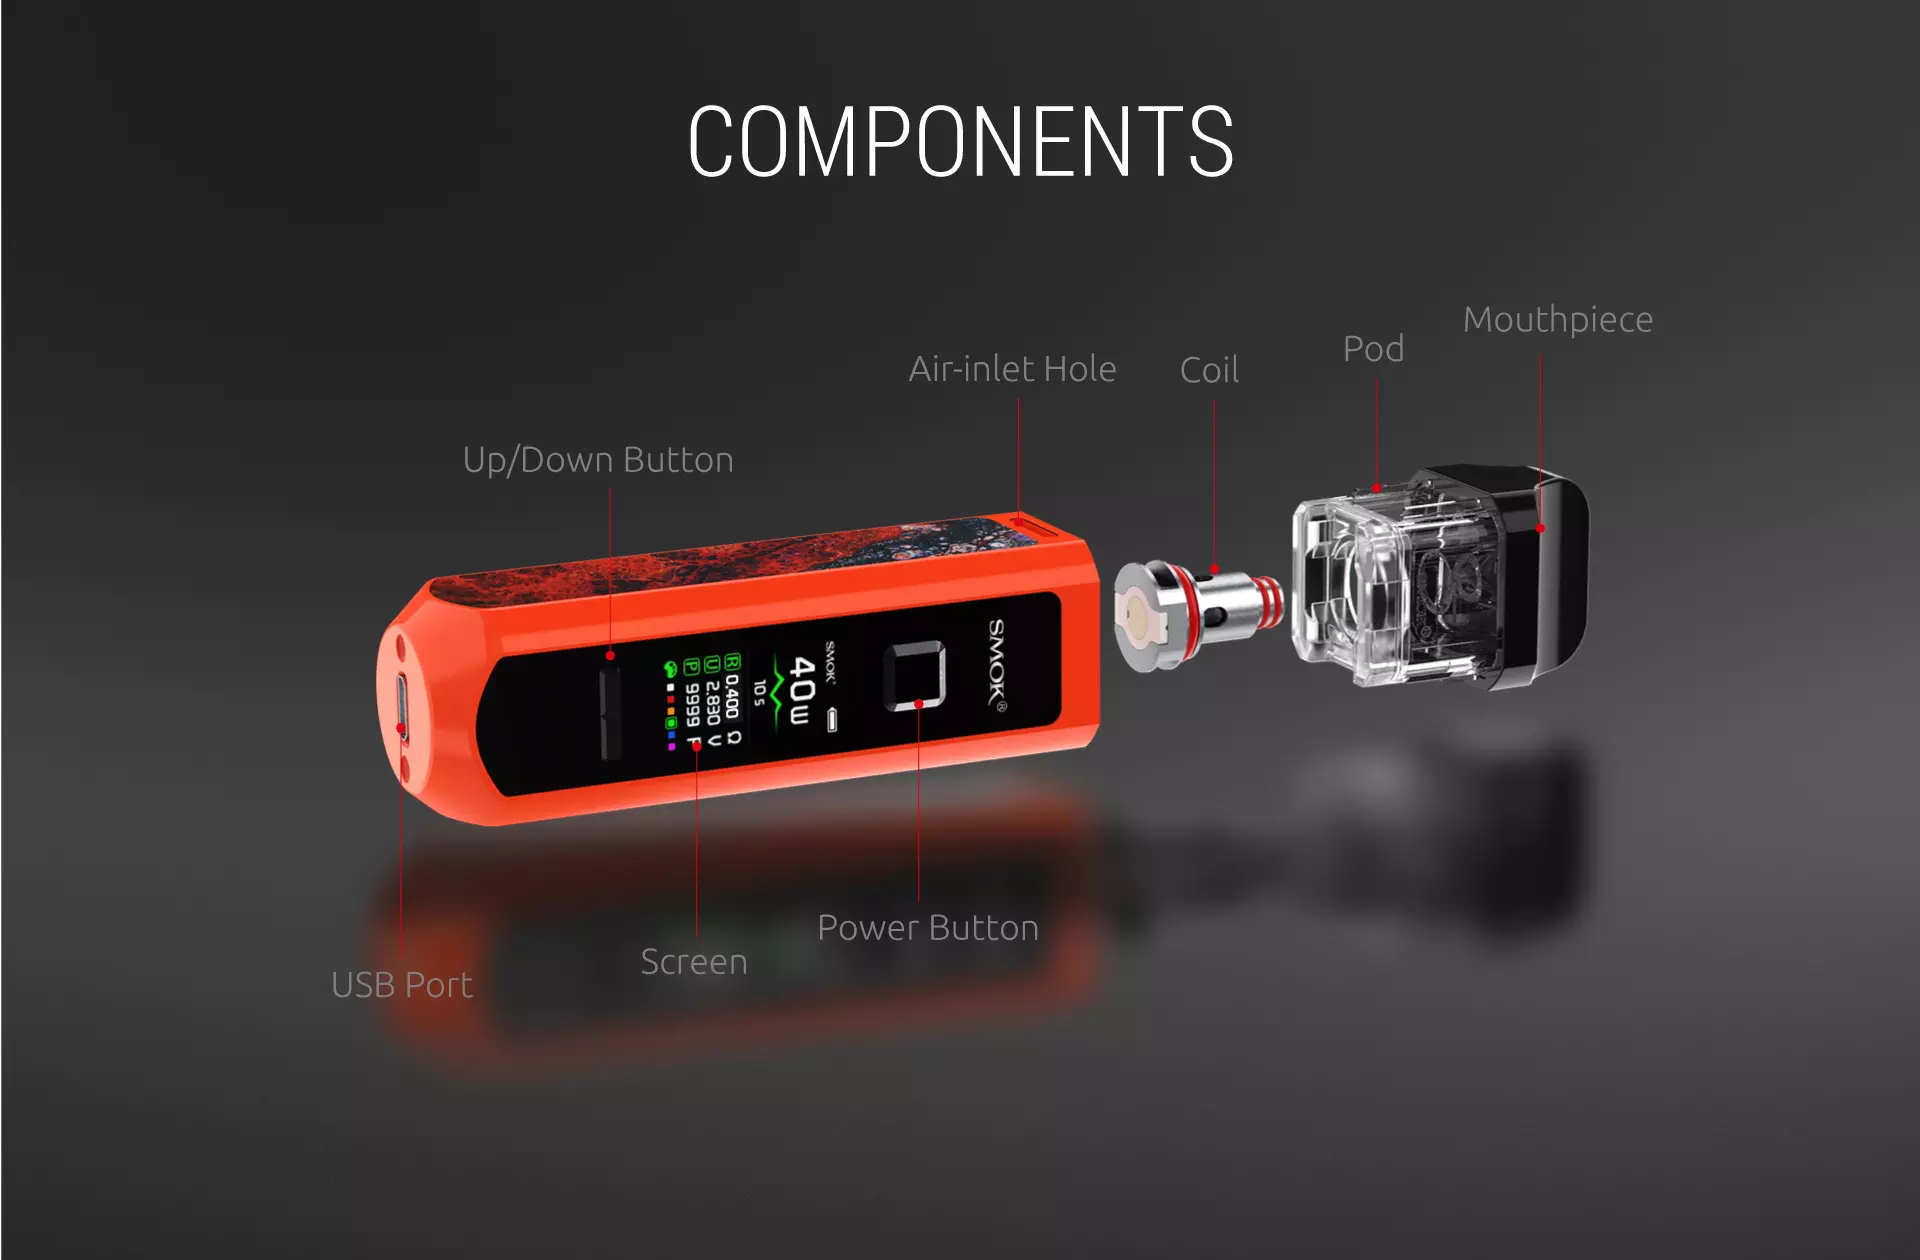 COMPONENTS
Mouthpiece
Pod
Air-inlet Hole
Coil
Up/Down Button
SMOK®
SMOK
40W
10s
R 0.400 Ω
U 2.830 V
P 9999
Power Button
Screen
USB Port